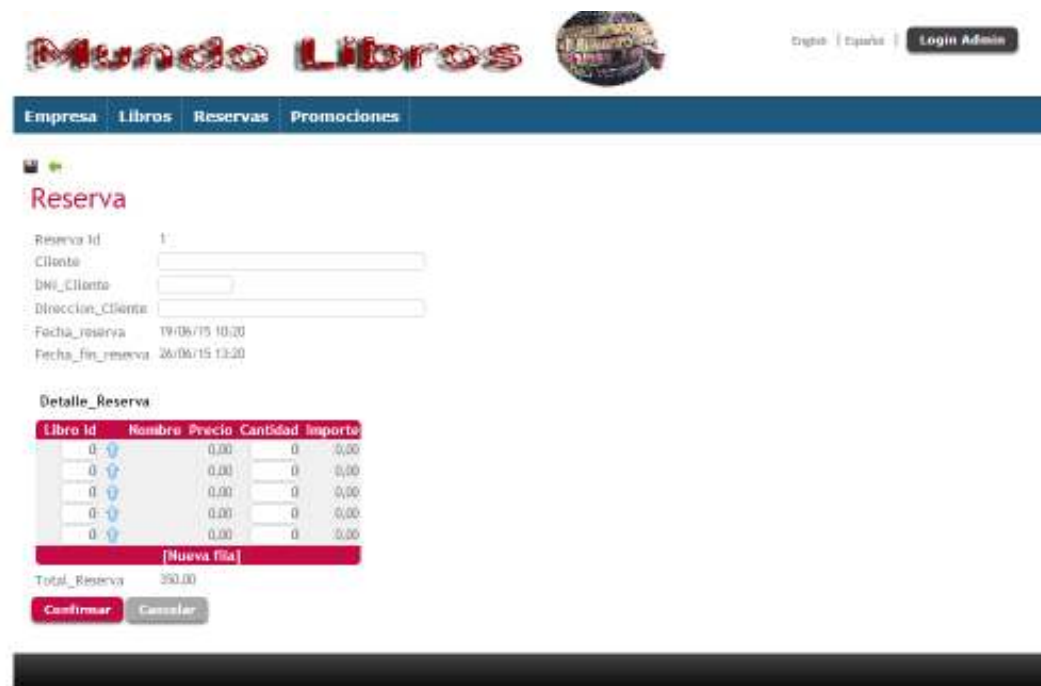 Mundo Libros
English | Español | Login Admin
Empresa Libros Reservas Promociones
Reserva
Reserva Id 1
Cliente
DNI_Cliente
Direccion_Cliente
Fecha_reserva 19/06/15 10:20
Fecha_fin_reserva 26/06/15 13:20
Detalle_Reserva
Libro Id Nombre Precio Cantidad Importe
0 0,00 0 0,00
0 0,00 0 0,00
0 0,00 0 0,00
0 0,00 0 0,00
0 0,00 0 0,00
[Nueva fila]
Total_Reserva 350.00
Confirmar Cancelar